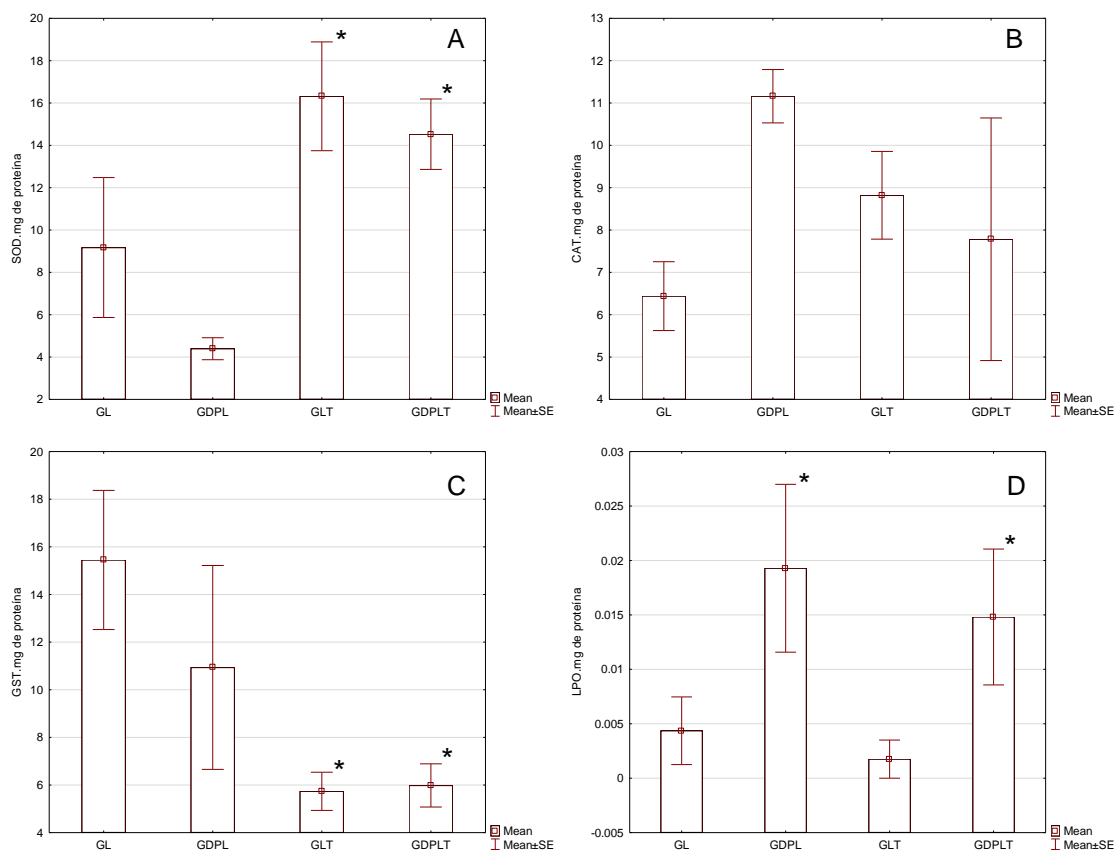 20
18
16
14
12
10
8
6
4
2
SOD.mg de proteína
A
*
*
GL GDPL GLT GDPLT
Mean
Mean±SE
13
12
11
10
9
8
7
6
5
4
CAT.mg de proteína
B
GL GDPL GLT GDPLT
Mean
Mean±SE
20
18
16
14
12
10
8
6
4
GST.mg de proteína
C
*
*
GL GDPL GLT GDPLT
Mean
Mean±SE
0.03
0.025
0.02
0.015
0.01
0.005
0
-0.005
LPO.mg de proteína
D
*
*
GL GDPL GLT GDPLT
Mean
Mean±SE